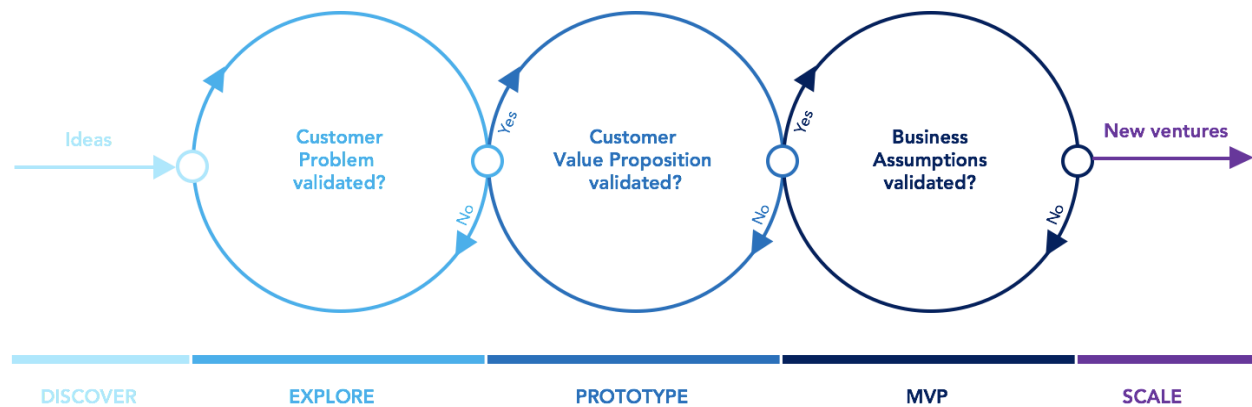 Ideas
Customer
Problem
validated?
Yes
No
Customer
Value Proposition
validated?
Yes
No
Business
Assumptions
validated?
No
New ventures
DISCOVER
EXPLORE
PROTOTYPE
MVP
SCALE